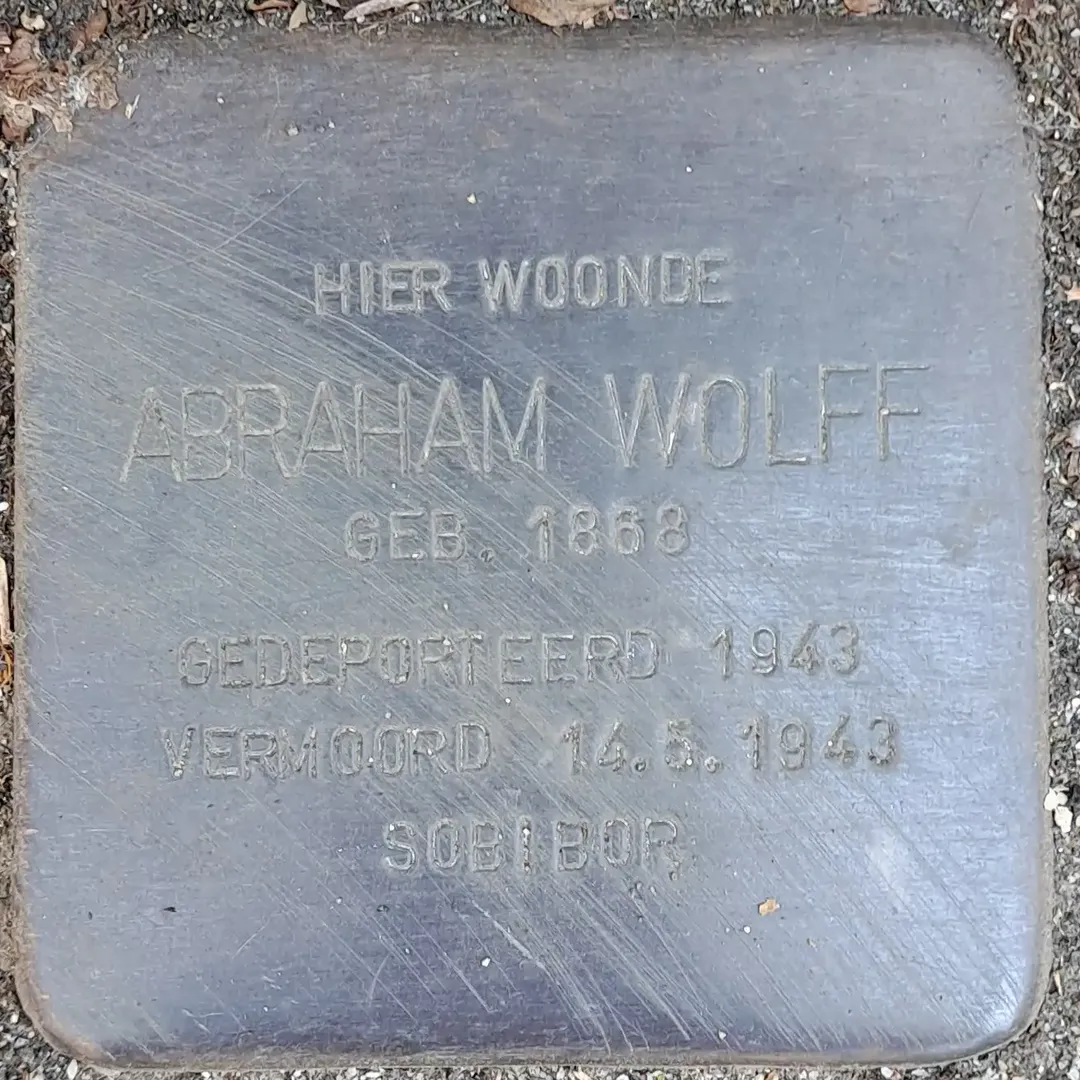 HIER WOONDE
ABRAHAM WOLFF
GEB. 1868
GEDEPORTEERD 1943
VERMOORD 14.5.1943
SOBIBOR